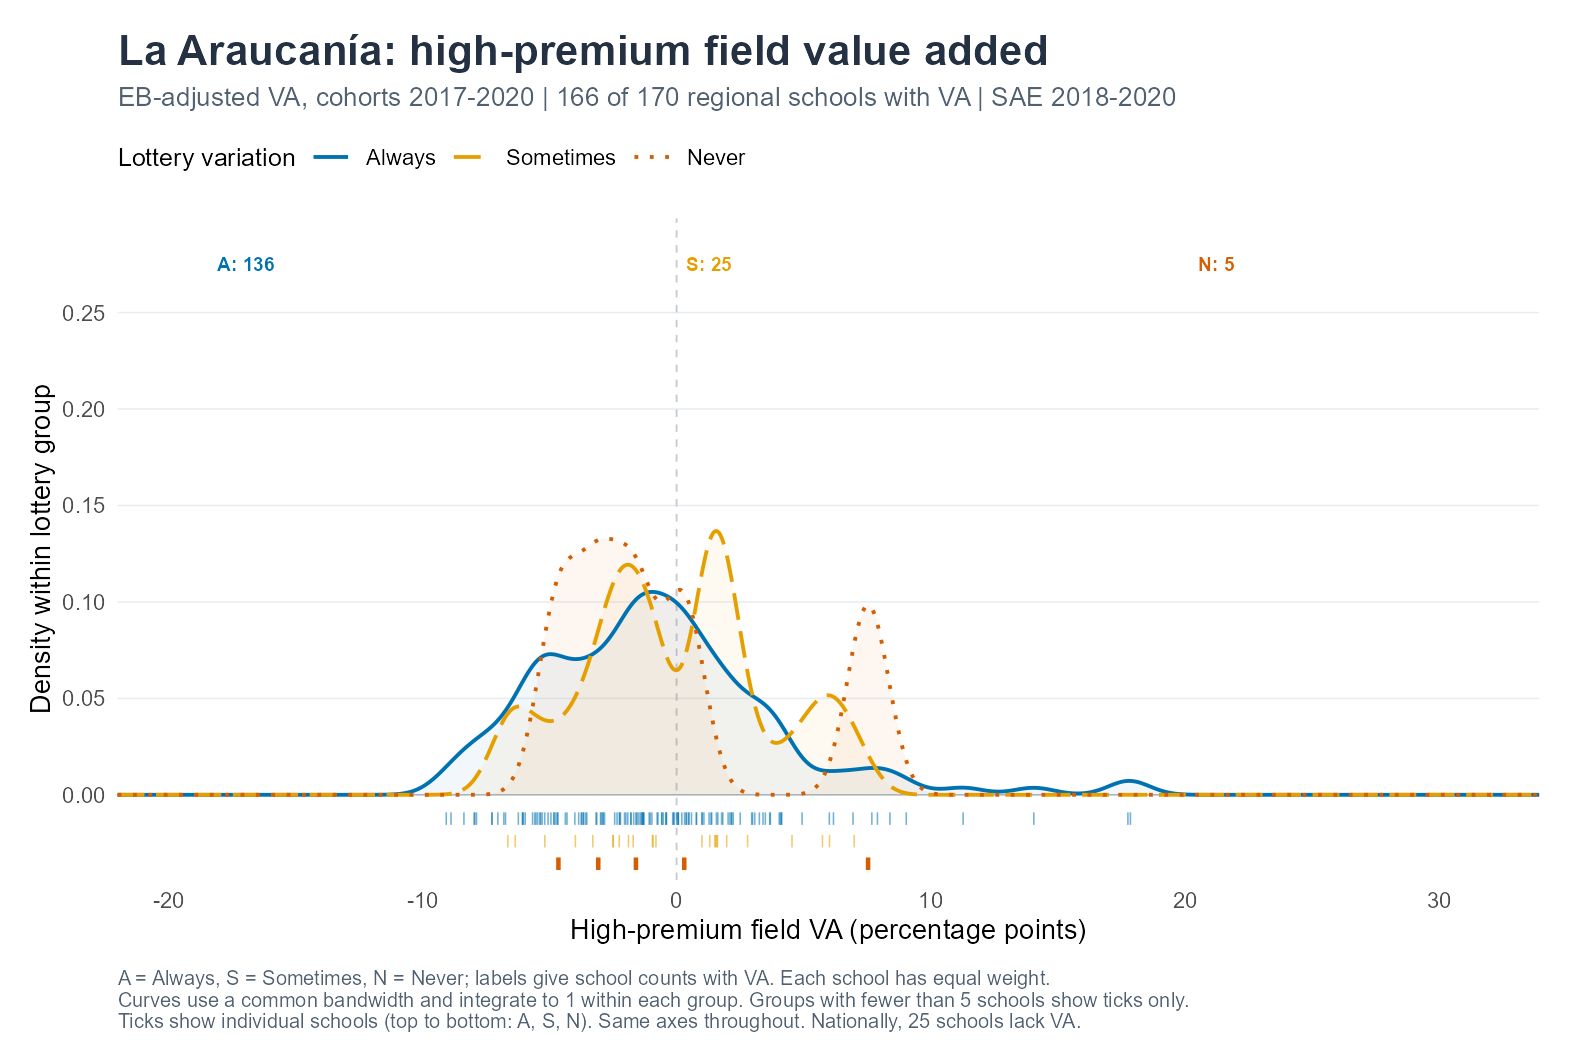 La Araucanía: high-premium field value added
EB-adjusted VA, cohorts 2017-2020 | 166 of 170 regional schools with VA | SAE 2018-2020
Lottery variation Always Sometimes Never
A: 136 S: 25 N: 5
Density within lottery group
0.25
0.20
0.15
0.10
0.05
0.00
-20 -10 0 10 20 30
High-premium field VA (percentage points)
A = Always, S = Sometimes, N = Never; labels give school counts with VA. Each school has equal weight.
Curves use a common bandwidth and integrate to 1 within each group. Groups with fewer than 5 schools show ticks only.
Ticks show individual schools (top to bottom: A, S, N). Same axes throughout. Nationally, 25 schools lack VA.